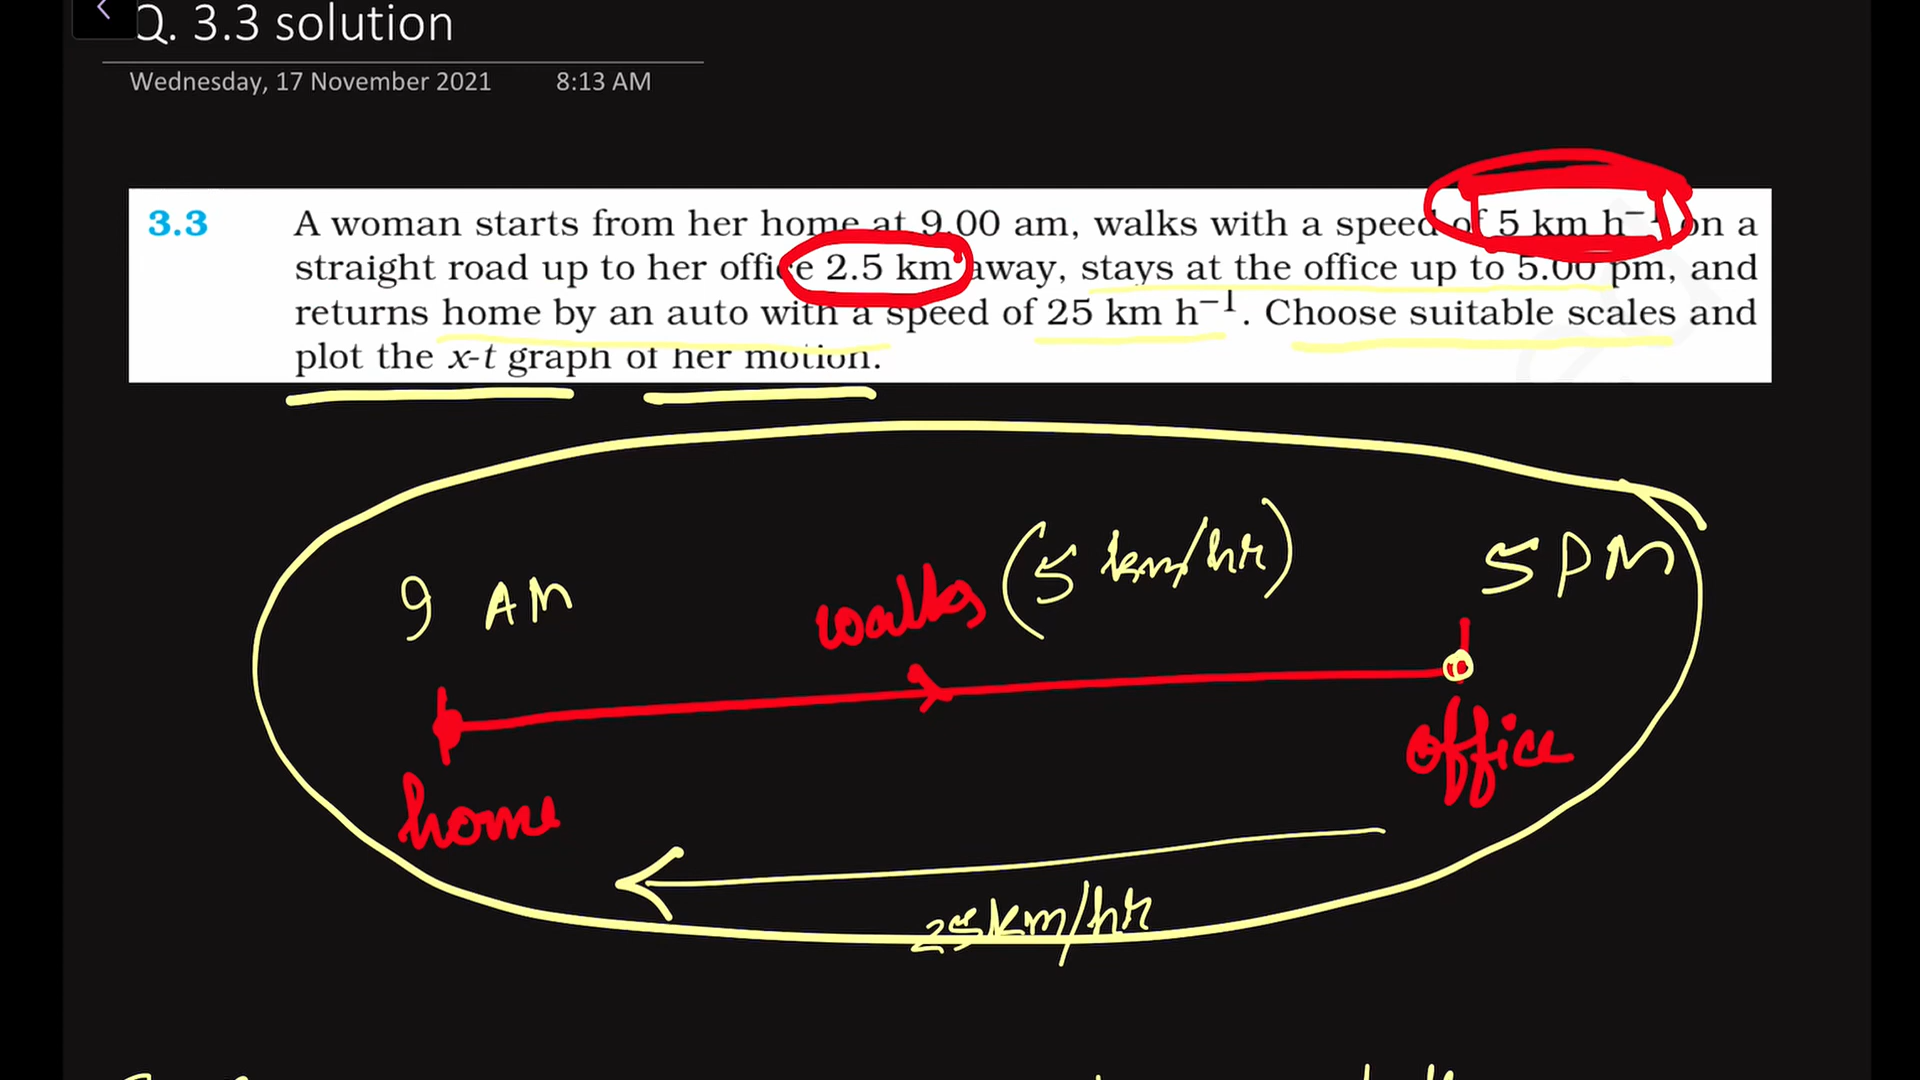 Q. 3.3 solution
Wednesday, 17 November 2021 8:13 AM
3.3 A woman starts from her home at 9.00 am, walks with a speed of 5 km h⁻¹ on a
straight road up to her office 2.5 km away, stays at the office up to 5.00 pm, and
returns home by an auto with a speed of 25 km h⁻¹. Choose suitable scales and
plot the x-t graph of her motion.
9 AM walks (5 km/hr) 5 PM
home office
25km/hr